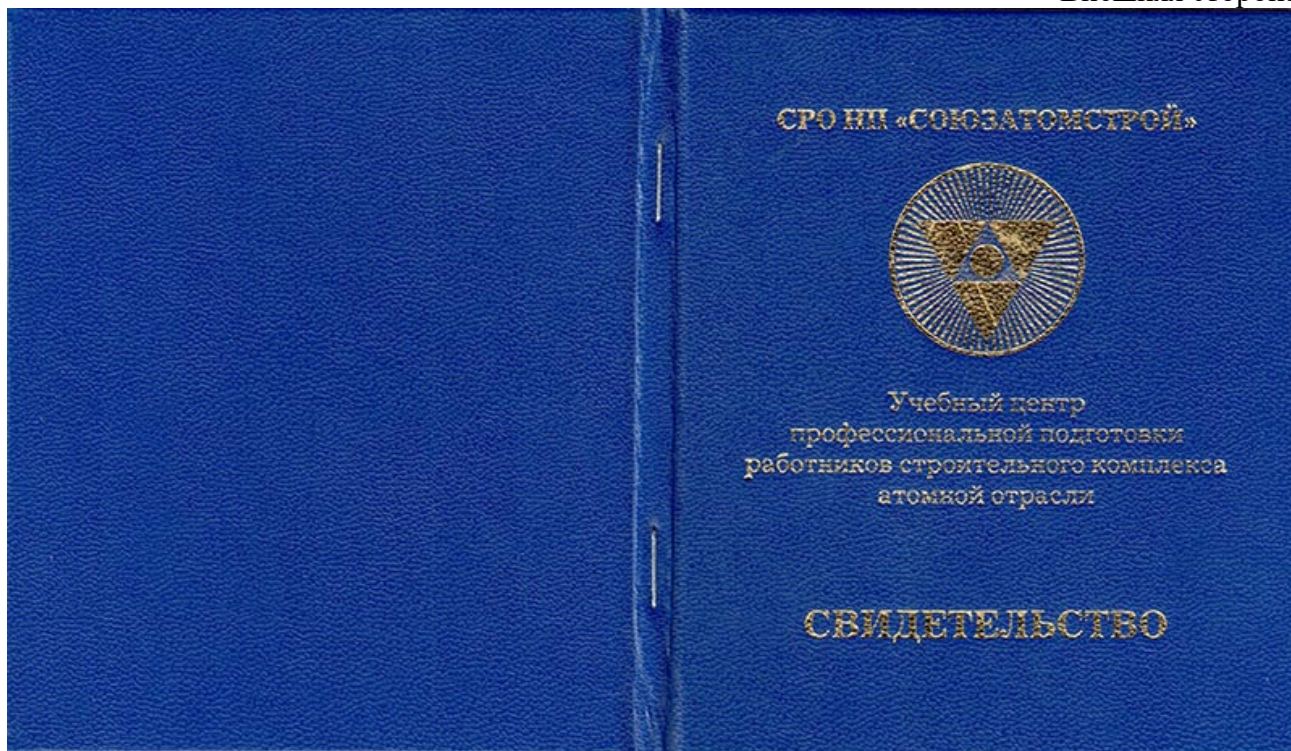 СРО НП «СОЮЗАТОМСТРОЙ»
Учебный центр
профессиональной подготовки
работников строительного комплекса
атомной отрасли
СВИДЕТЕЛЬСТВО